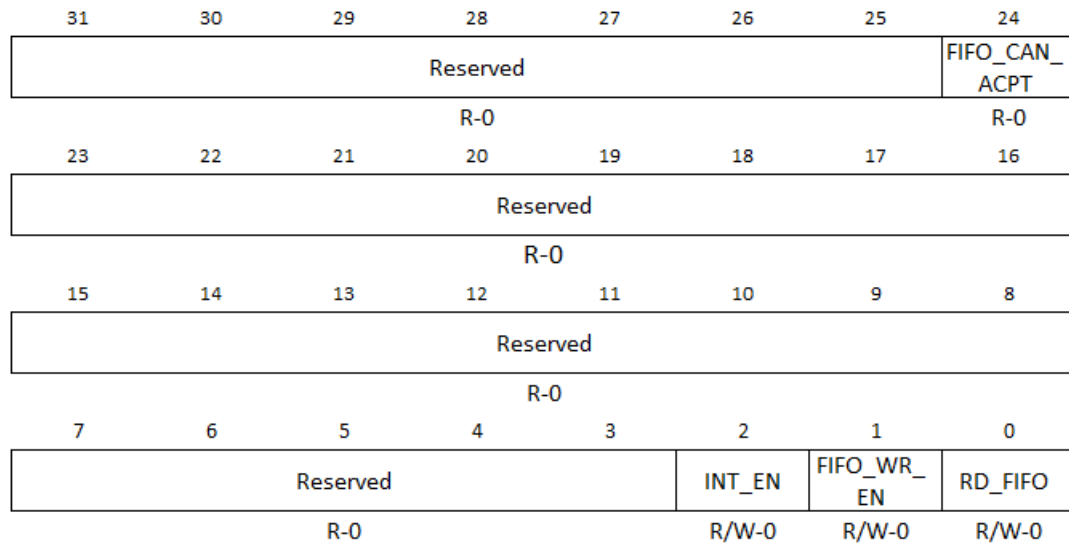 31 30 29 28 27 26 25 24
Reserved FIFO_CAN_
ACPT
R-0 R-0
23 22 21 20 19 18 17 16
Reserved
R-0
15 14 13 12 11 10 9 8
Reserved
R-0
7 6 5 4 3 2 1 0
Reserved INT_EN FIFO_WR_
EN RD_FIFO
R-0 R/W-0 R/W-0 R/W-0